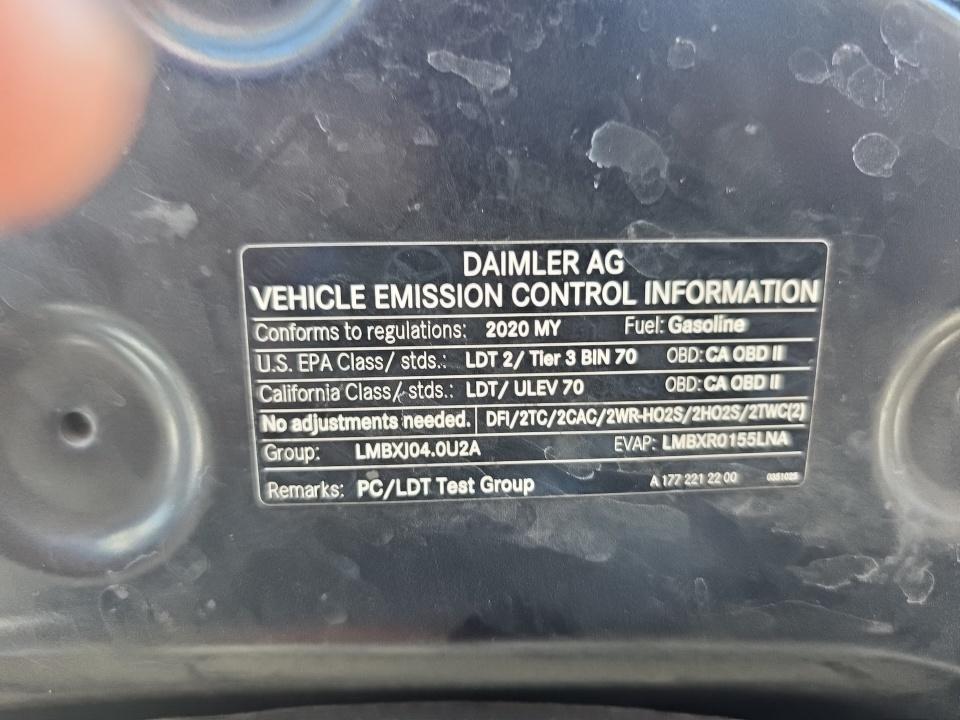 DAIMLER AG
VEHICLE EMISSION CONTROL INFORMATION
Conforms to regulations: 2020 MY Fuel: Gasoline
U.S. EPA Class/ stds.: LDT 2/ Tier 3 BIN 70 OBD: CA OBD II
California Class/ stds.: LDT/ ULEV 70 OBD: CA OBD II
No adjustments needed. DFI/2TC/2CAC/2WR-HO2S/2HO2S/2TWC(2)
Group: LMBXJ04.0U2A EVAP: LMBXR0155LNA
Remarks: PC/LDT Test Group A 177 221 22 00